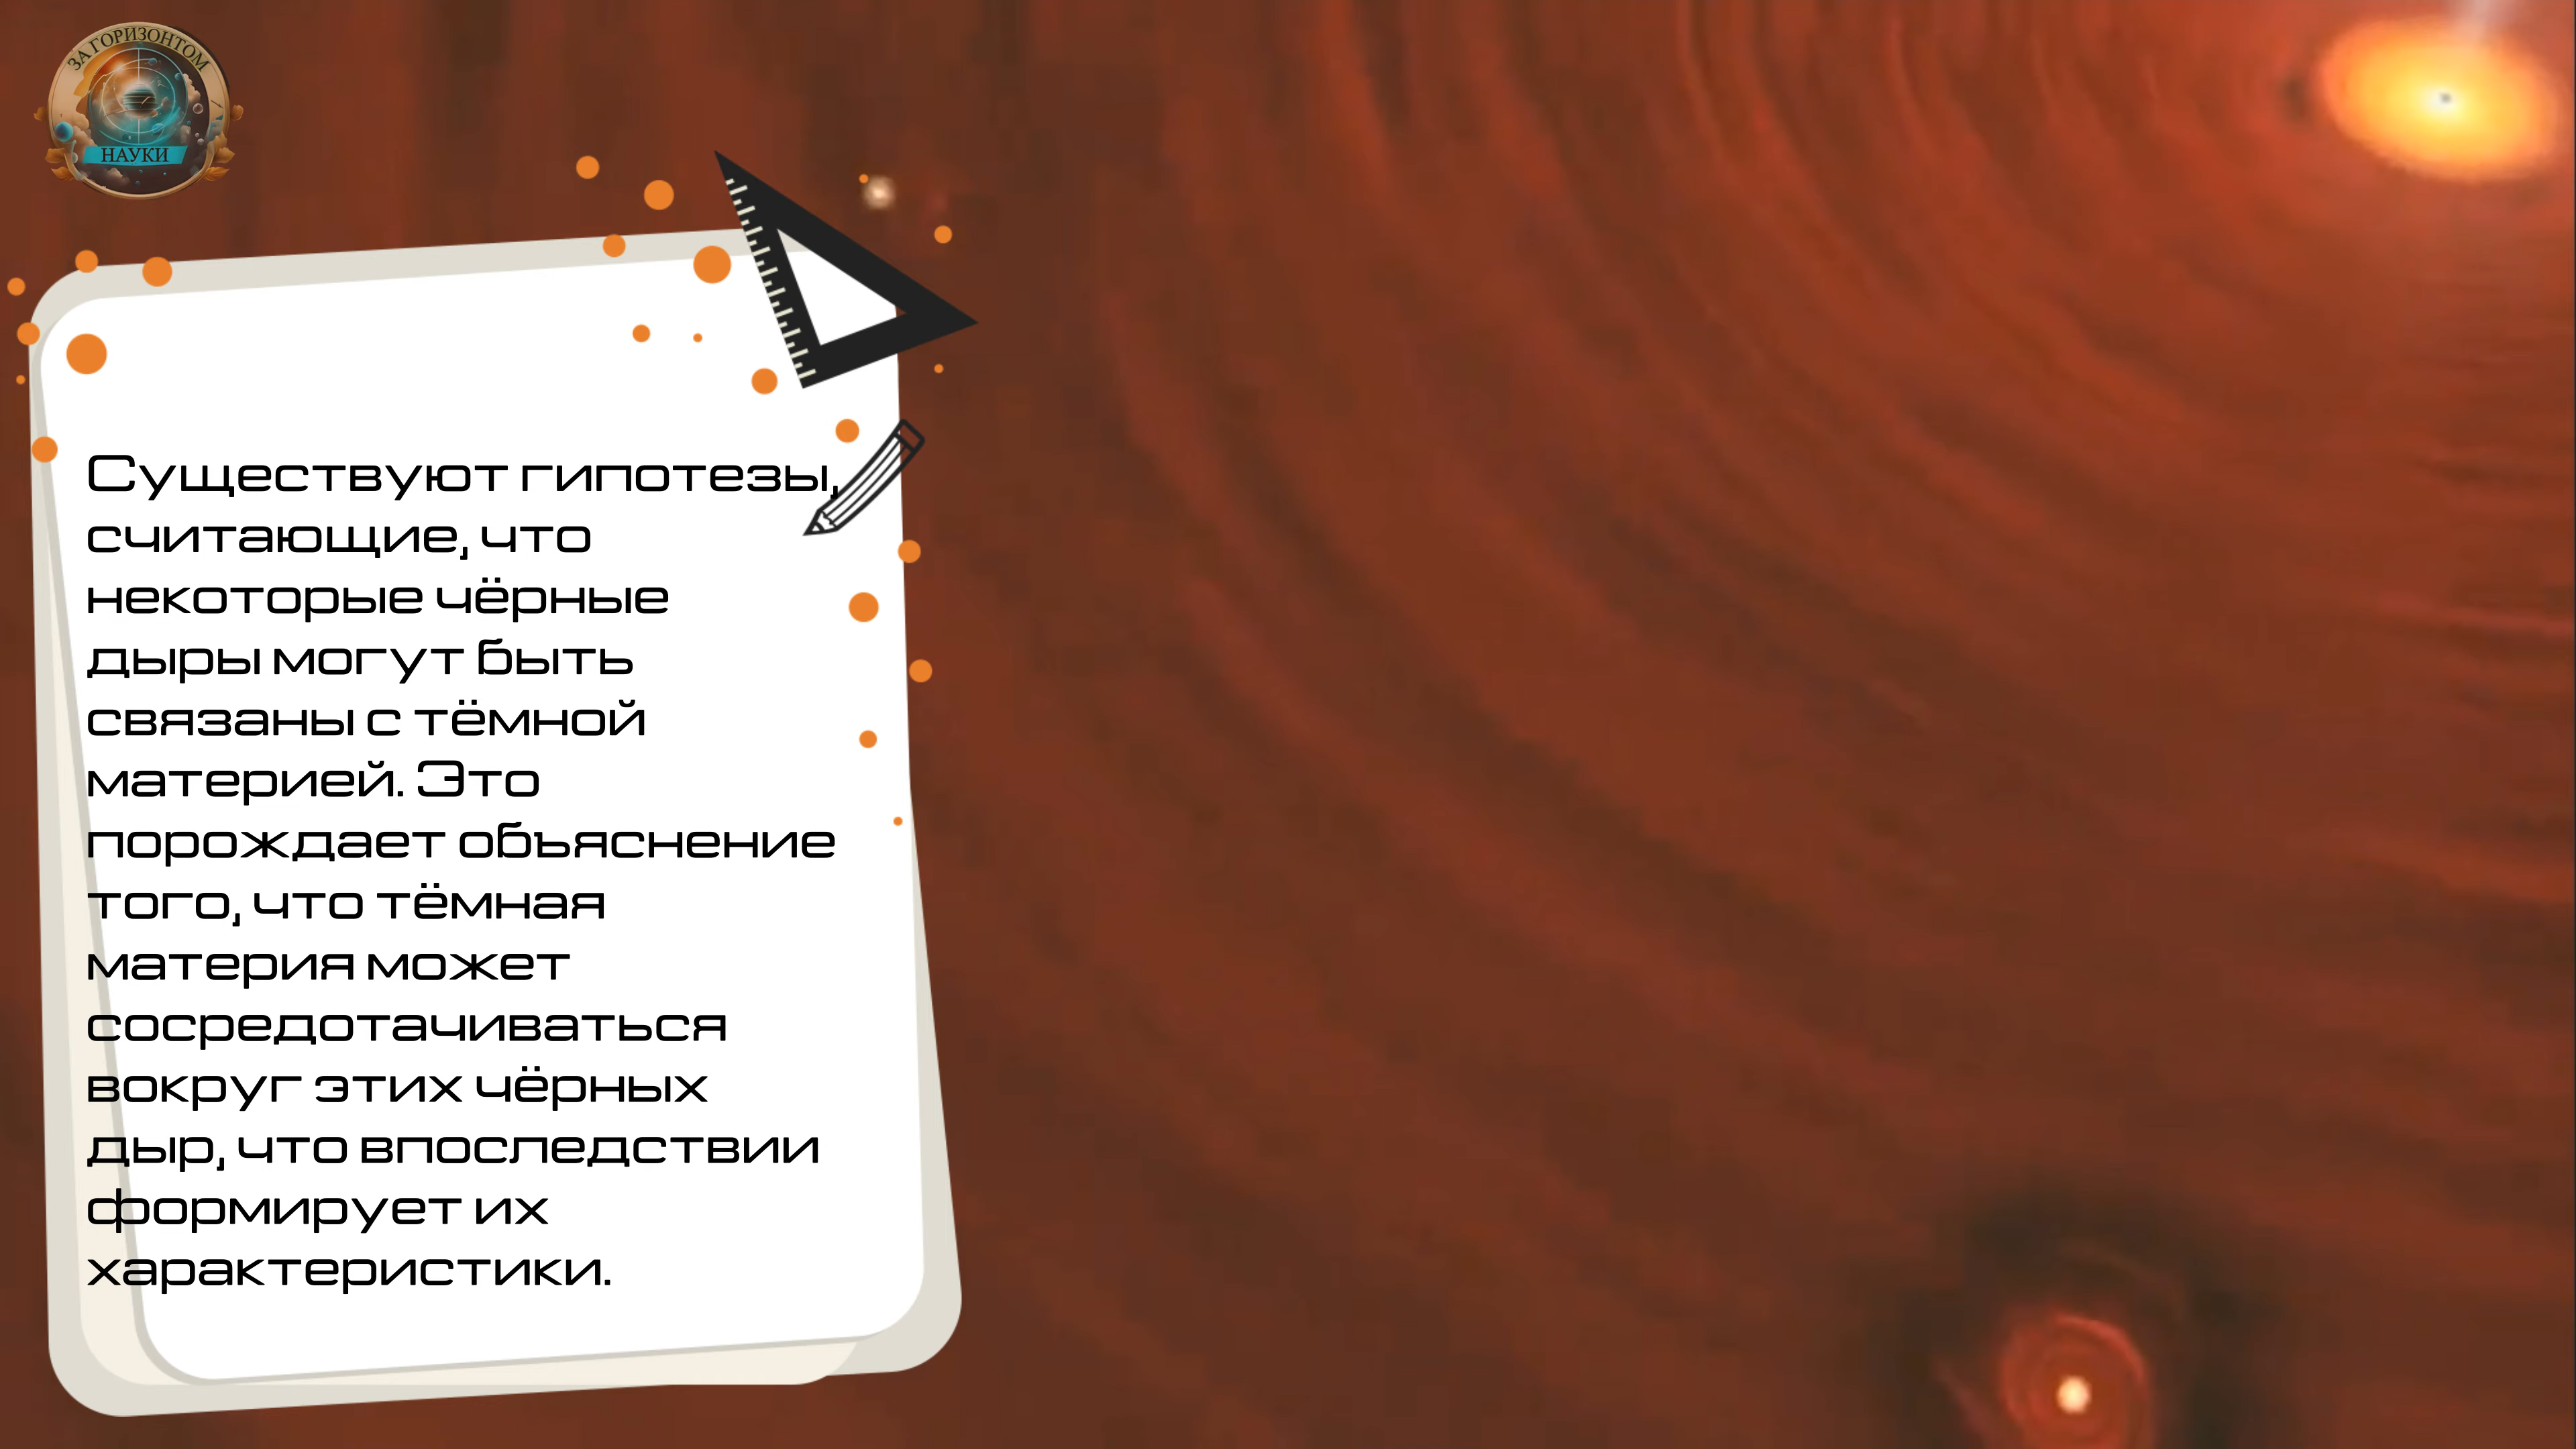 ЗА ГОРИЗОНТОМ
НАУКИ
Существуют гипотезы,
считающие, что
некоторые чёрные
дыры могут быть
связаны с тёмной
материей. Это
порождает объяснение
того, что тёмная
материя может
сосредотачиваться
вокруг этих чёрных
дыр, что впоследствии
формирует их
характеристики.